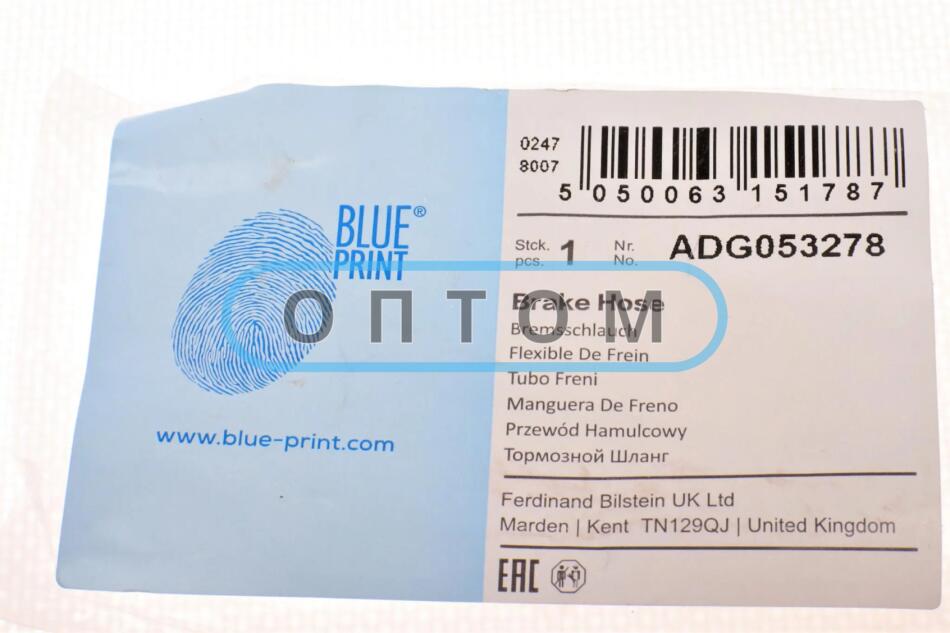 BLUE®
PRINT
www.blue-print.com
0247
8007
5 050063 151787
Stck. 1 Nr. ADG053278
pcs. No.
Brake Hose
Bremsschlauch
Flexible De Frein
Tubo Freni
Manguera De Freno
Przewód Hamulcowy
Тормозной Шланг
Ferdinand Bilstein UK Ltd
Marden | Kent TN129QJ | United Kingdom
EAC
ОПТОМ